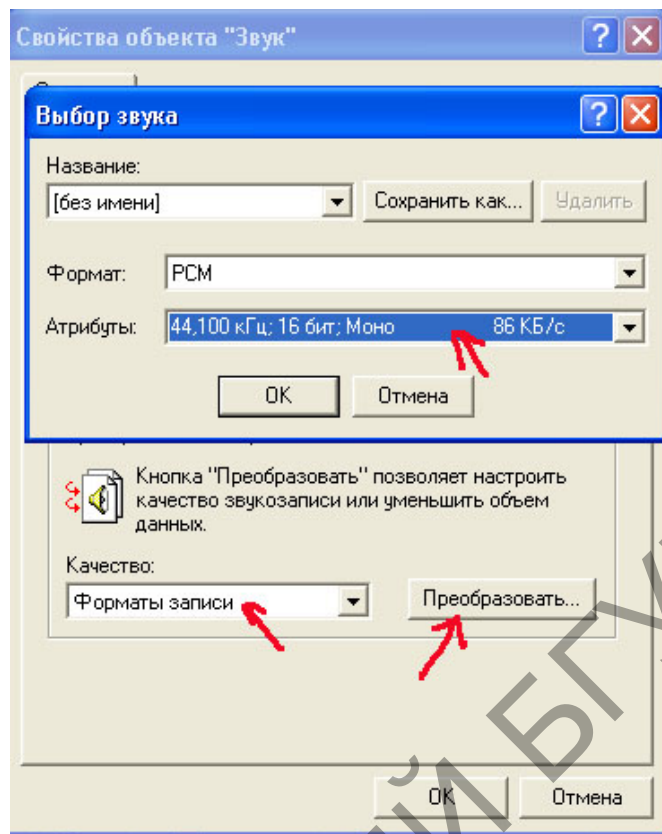 Свойства объекта "Звук"
Выбор звука
Название:
[без имени]
Сохранить как...
Удалить
Формат:
PCM
Атрибуты:
44,100 кГц; 16 бит; Моно 86 КБ/с
OK
Отмена
Кнопка "Преобразовать" позволяет настроить
качество звукозаписи или уменьшить объем
данных.
Качество:
Форматы записи
Преобразовать...
OK
Отмена